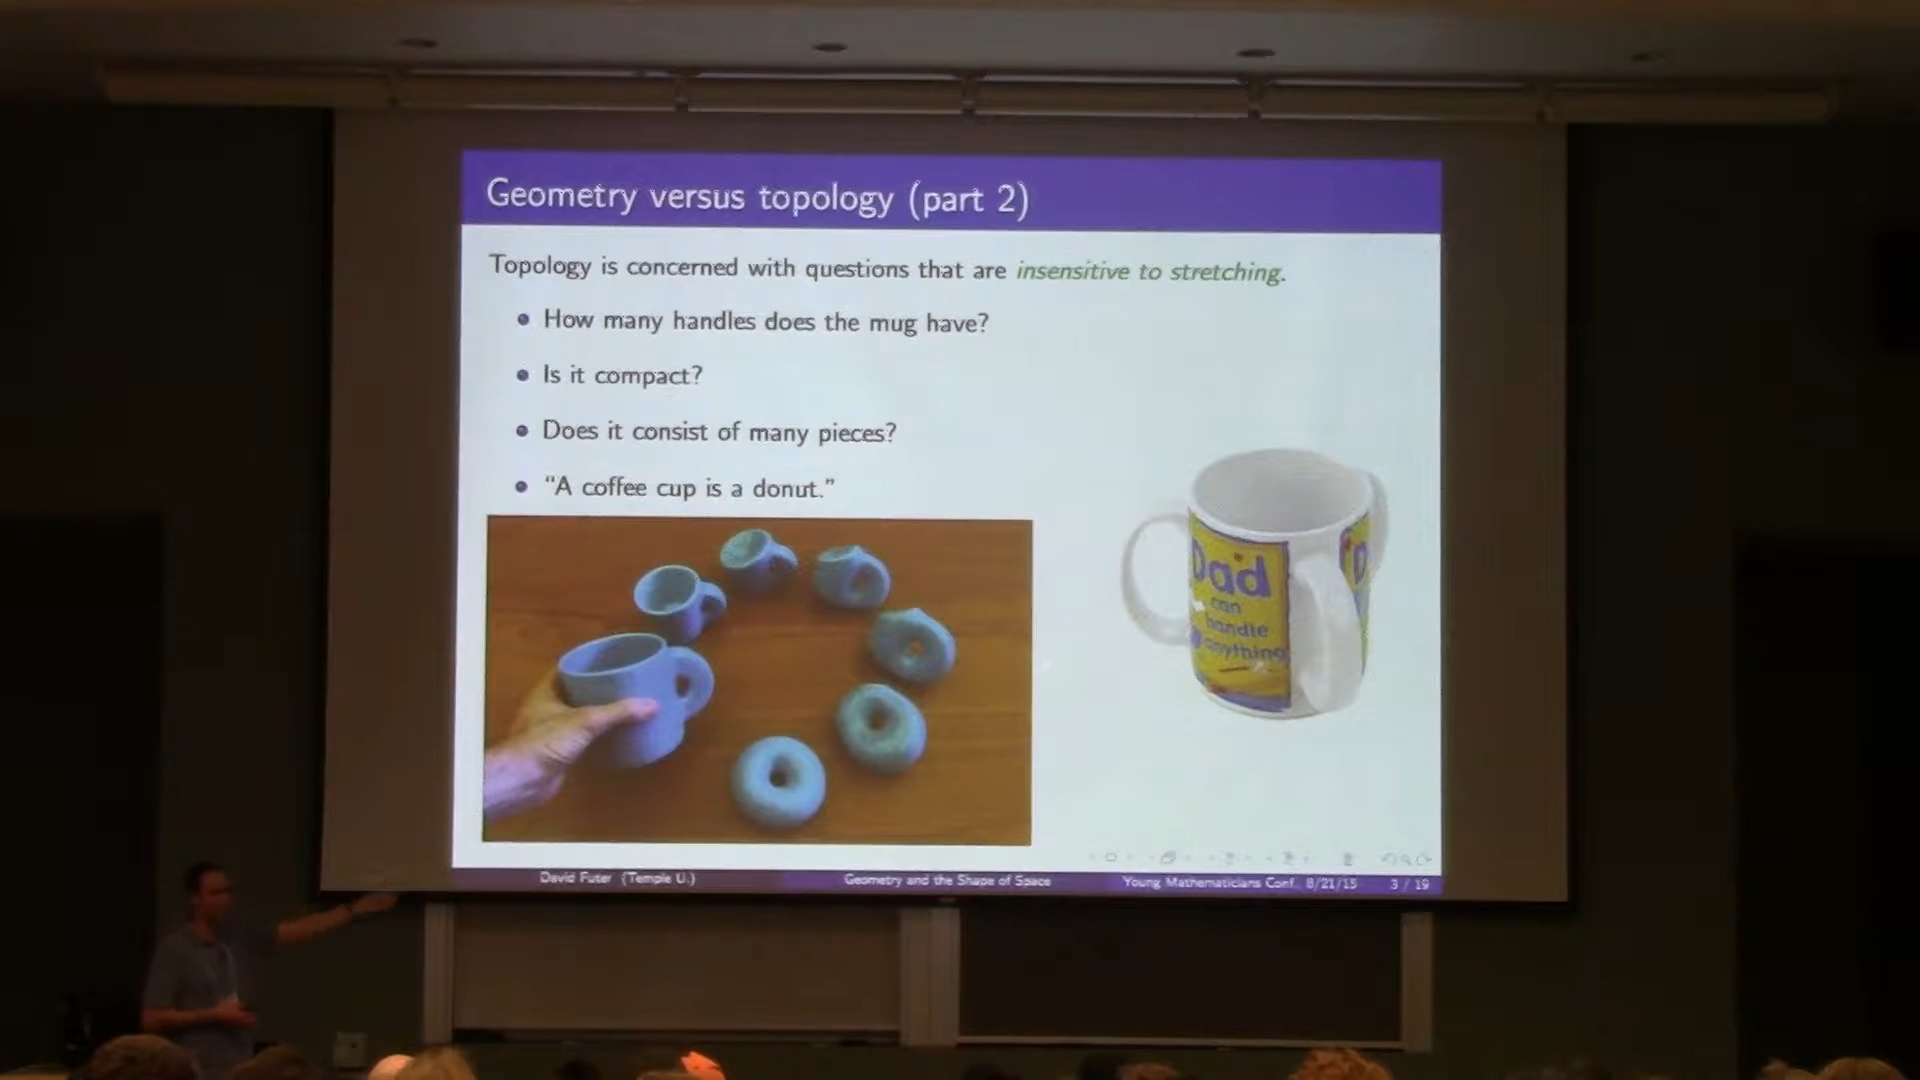 Geometry versus topology (part 2)
Topology is concerned with questions that are insensitive to stretching.
How many handles does the mug have?
Is it compact?
Does it consist of many pieces?
“A coffee cup is a donut.”
Dad
can
handle
anything
D
David Futer (Temple U.)
Geometry and the Shape of Space
Young Mathematicians Conf. 8/21/15
3 / 19